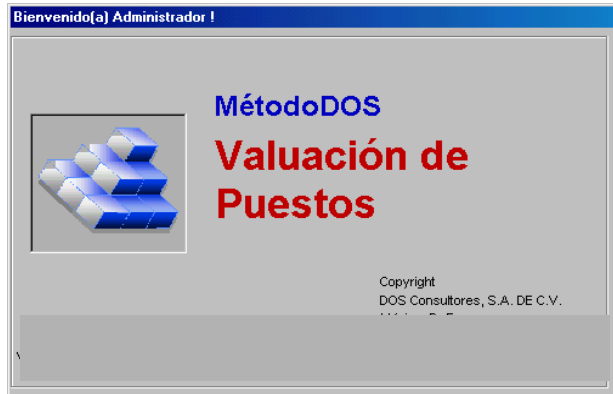 Bienvenido(a) Administrador !
MétodoDOS
Valuación de
Puestos
Copyright
DOS Consultores, S.A. DE C.V.